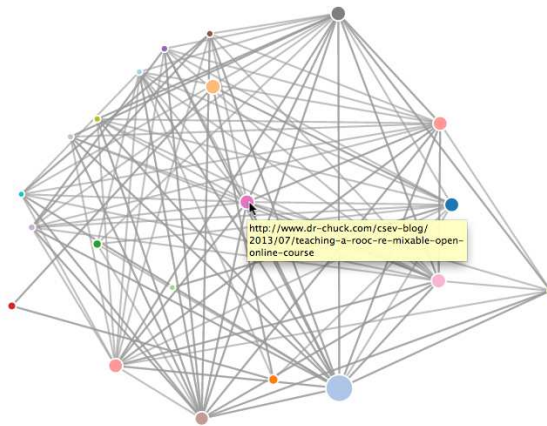 http://www.dr-chuck.com/csev-blog/
2013/07/teaching-a-rooc-re-mixable-open-
online-course